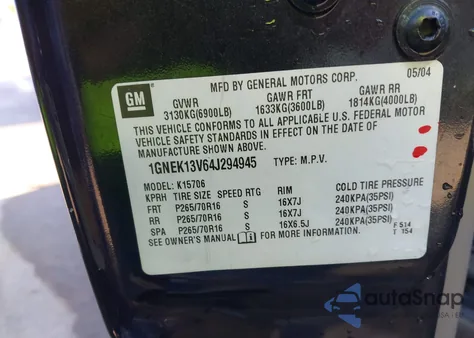 GM
MFD BY GENERAL MOTORS CORP.
05/04
GVWR GAWR FRT GAWR RR
3130KG(6900LB) 1633KG(3600LB) 1814KG(4000LB)
THIS VEHICLE CONFORMS TO ALL APPLICABLE U.S. FEDERAL MOTOR
VEHICLE SAFETY STANDARDS IN EFFECT ON THE DATE OF
MANUFACTURE SHOWN ABOVE.
1GNEK13V64J294945 TYPE: M.P.V.
MODEL: K15706
KPRH TIRE SIZE SPEED RTG RIM COLD TIRE PRESSURE
FRT P265/70R16 S 16X7J 240KPA(35PSI)
RR P265/70R16 S 16X7J 240KPA(35PSI)
SPA P265/70R16 S 16X6.5J 240KPA(35PSI)
SEE OWNER'S MANUAL FOR MORE INFORMATION.
F 514
T 154
autoSnap